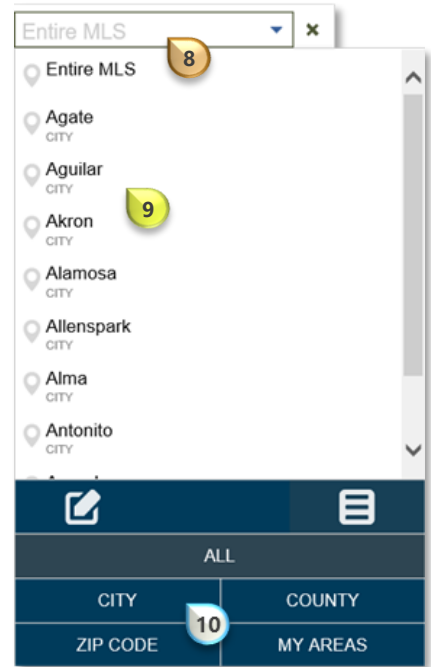 Entire MLS
8
Entire MLS
Agate
CITY
Aguilar
CITY
9
Akron
CITY
Alamosa
CITY
Allenspark
CITY
Alma
CITY
Antonito
CITY
ALL
CITY
COUNTY
10
ZIP CODE
MY AREAS